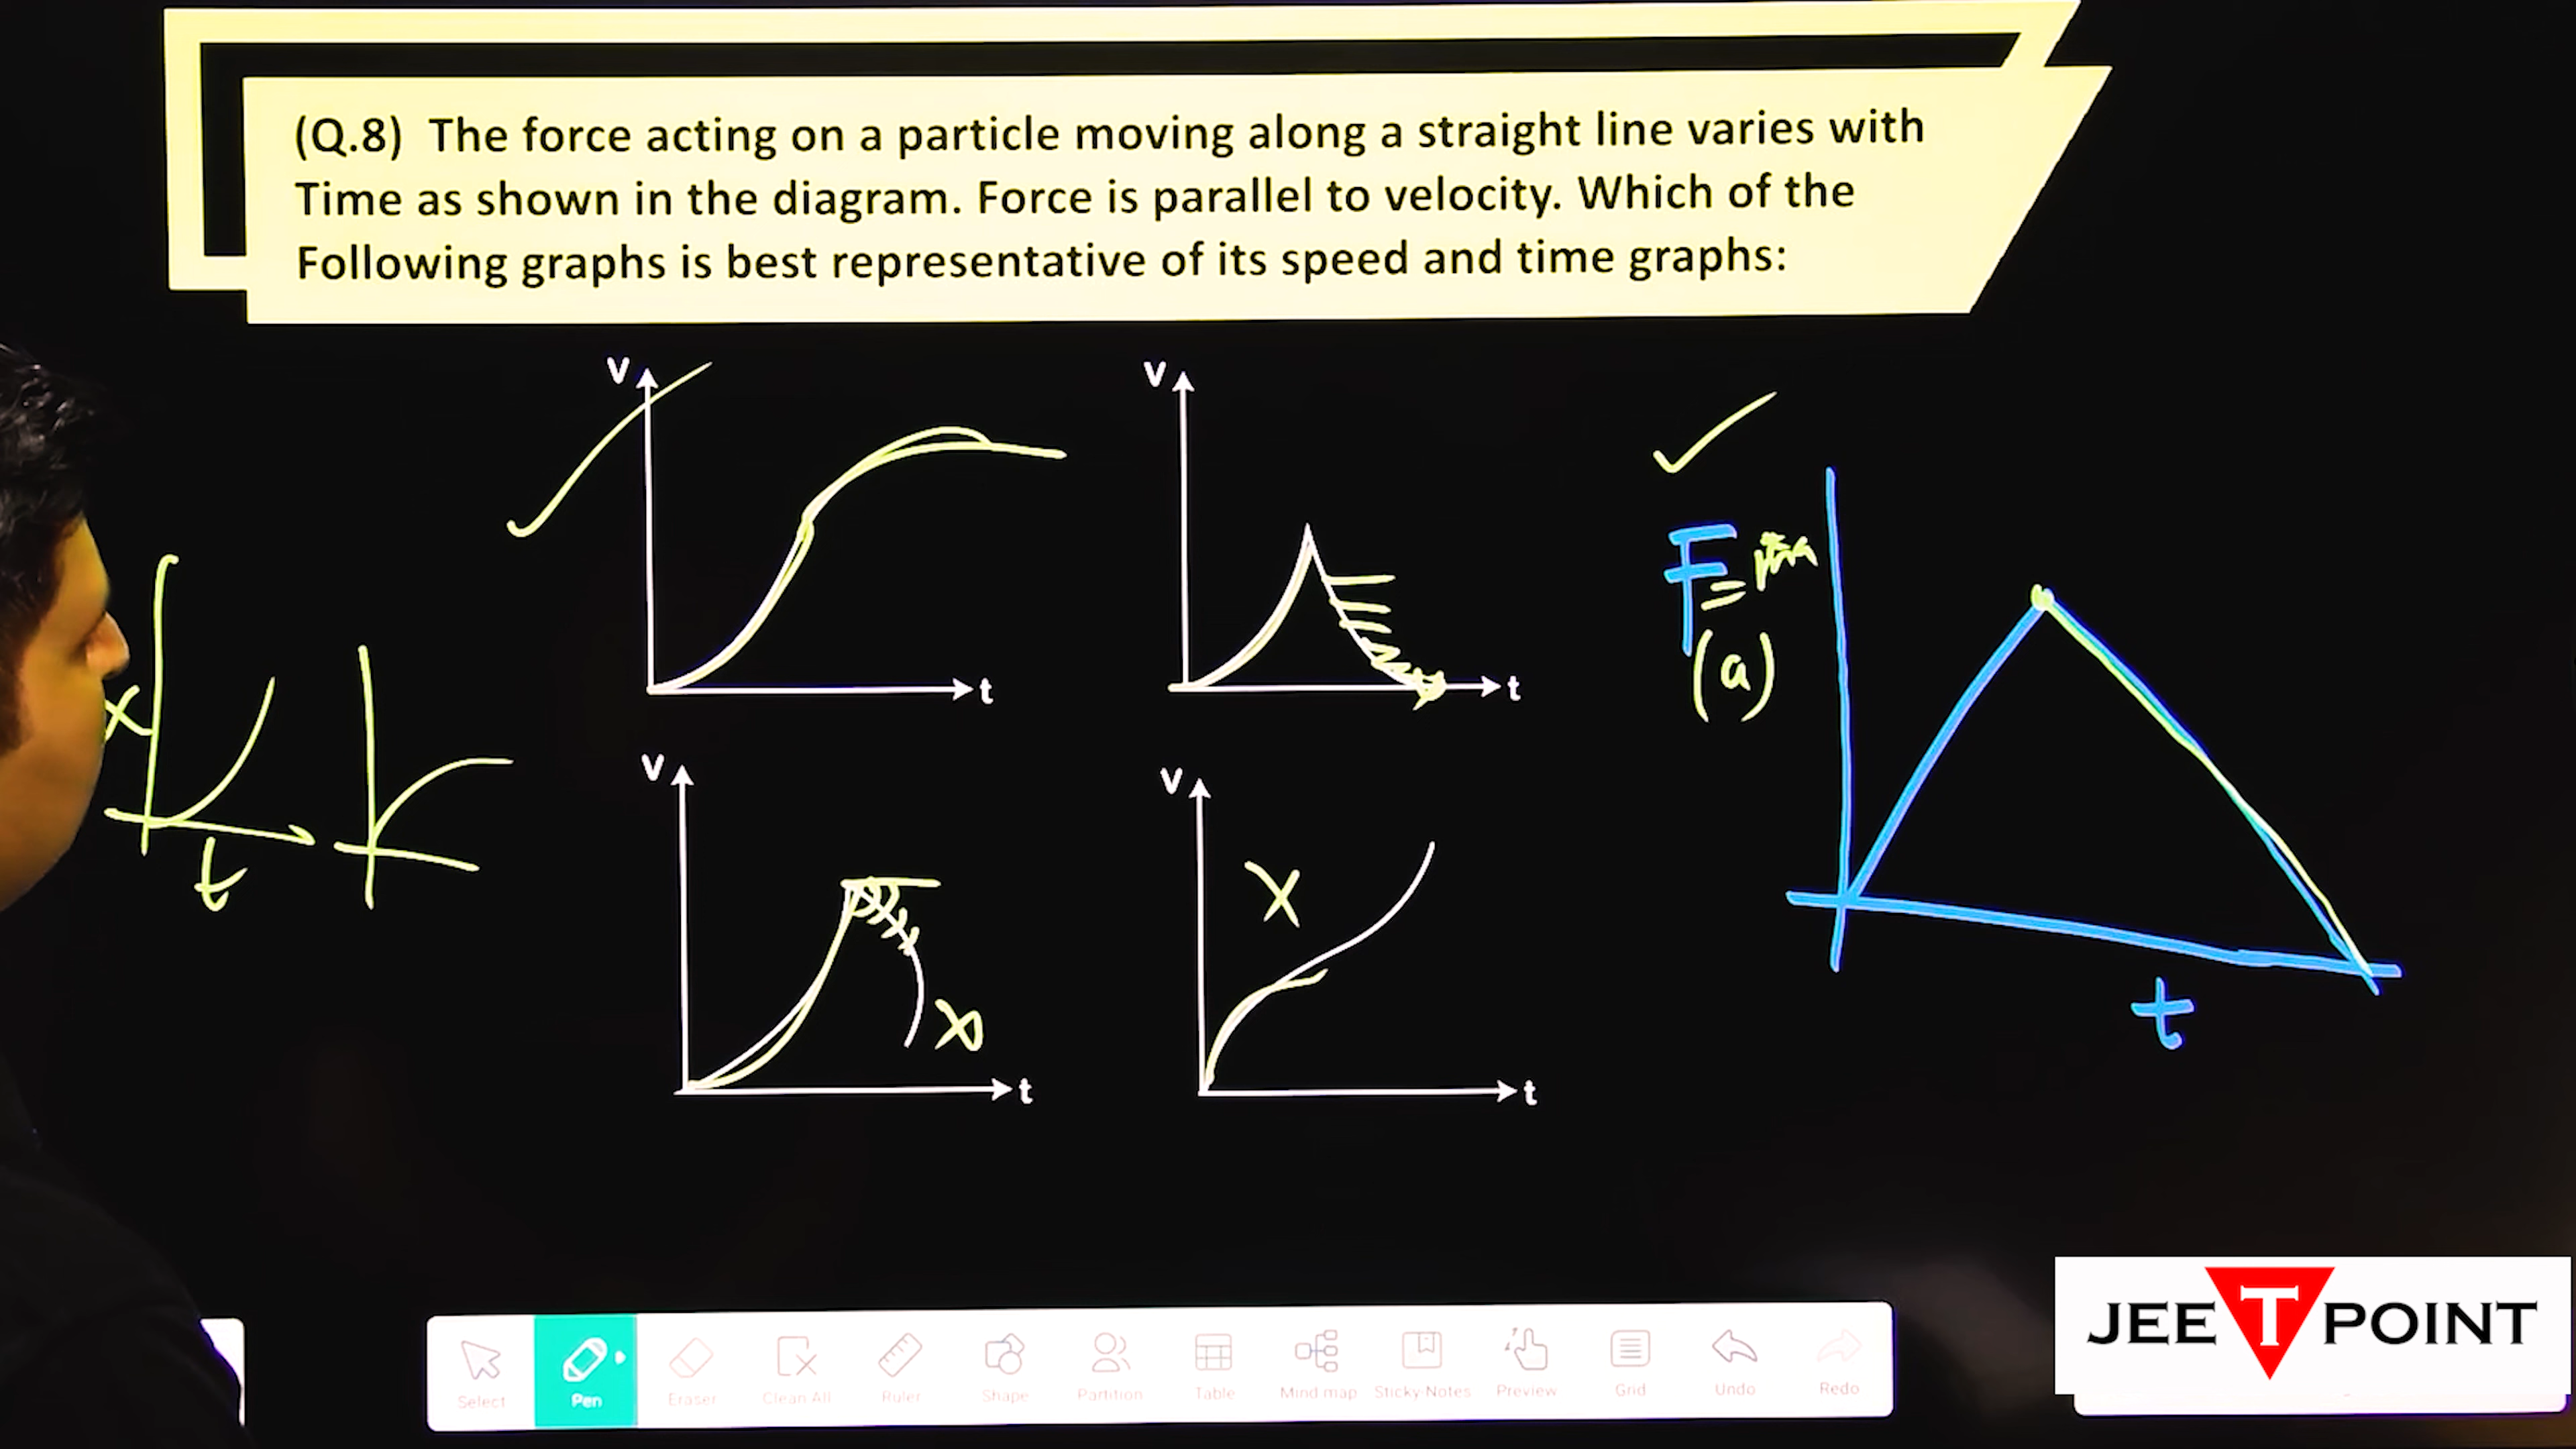 (Q.8) The force acting on a particle moving along a straight line varies with
Time as shown in the diagram. Force is parallel to velocity. Which of the
Following graphs is best representative of its speed and time graphs:
V
t
V
t
F =
(a)
t
x
t
V
t
V
x
t
Select
Pen
Eraser
Clean All
Ruler
Shape
Partition
Table
Mind map
Sticky Notes
Preview
Grid
Undo
Redo
JEE T POINT